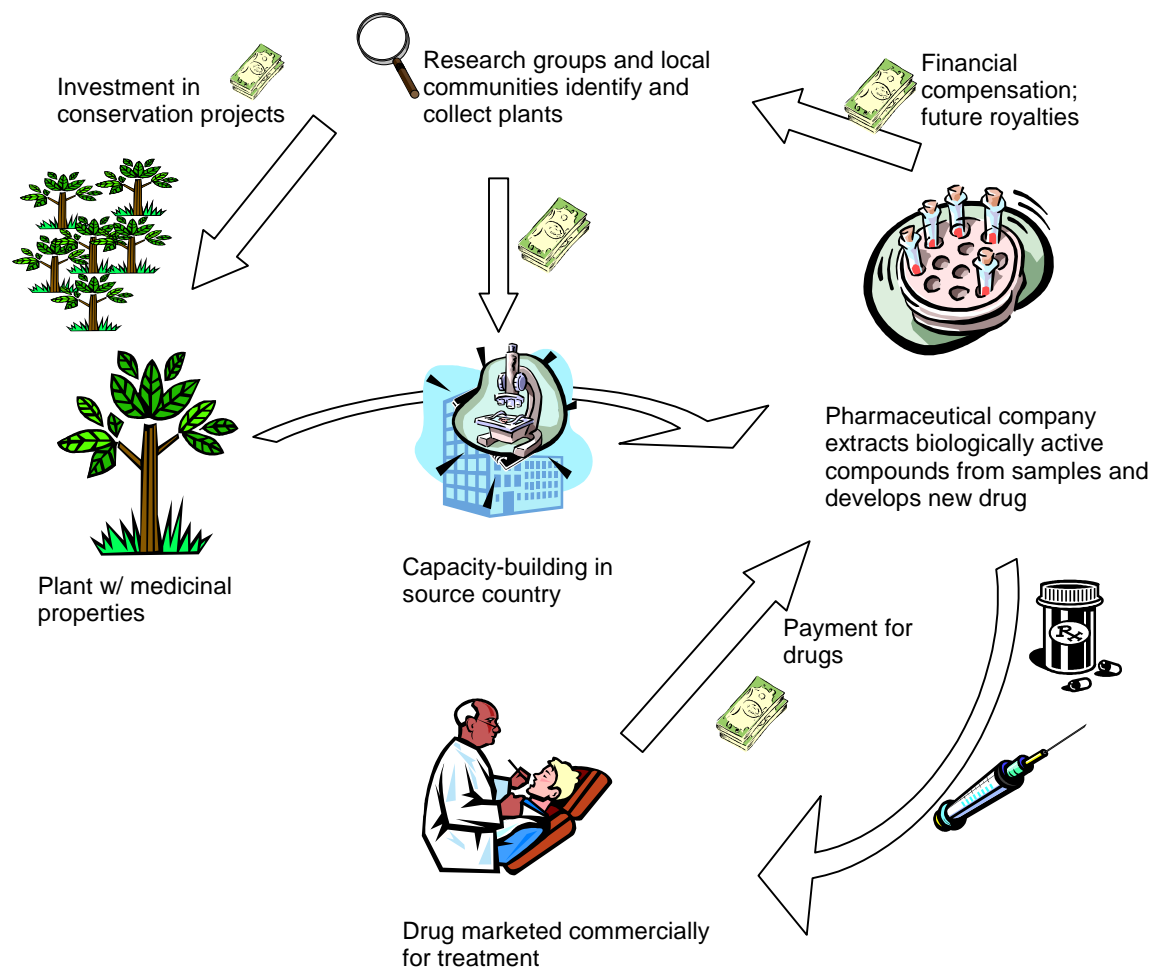 Investment in
conservation projects
Research groups and local
communities identify and
collect plants
Financial
compensation;
future royalties
Plant w/ medicinal
properties
Capacity-building in
source country
Pharmaceutical company
extracts biologically active
compounds from samples and
develops new drug
Payment for
drugs
Rx
Drug marketed commercially
for treatment